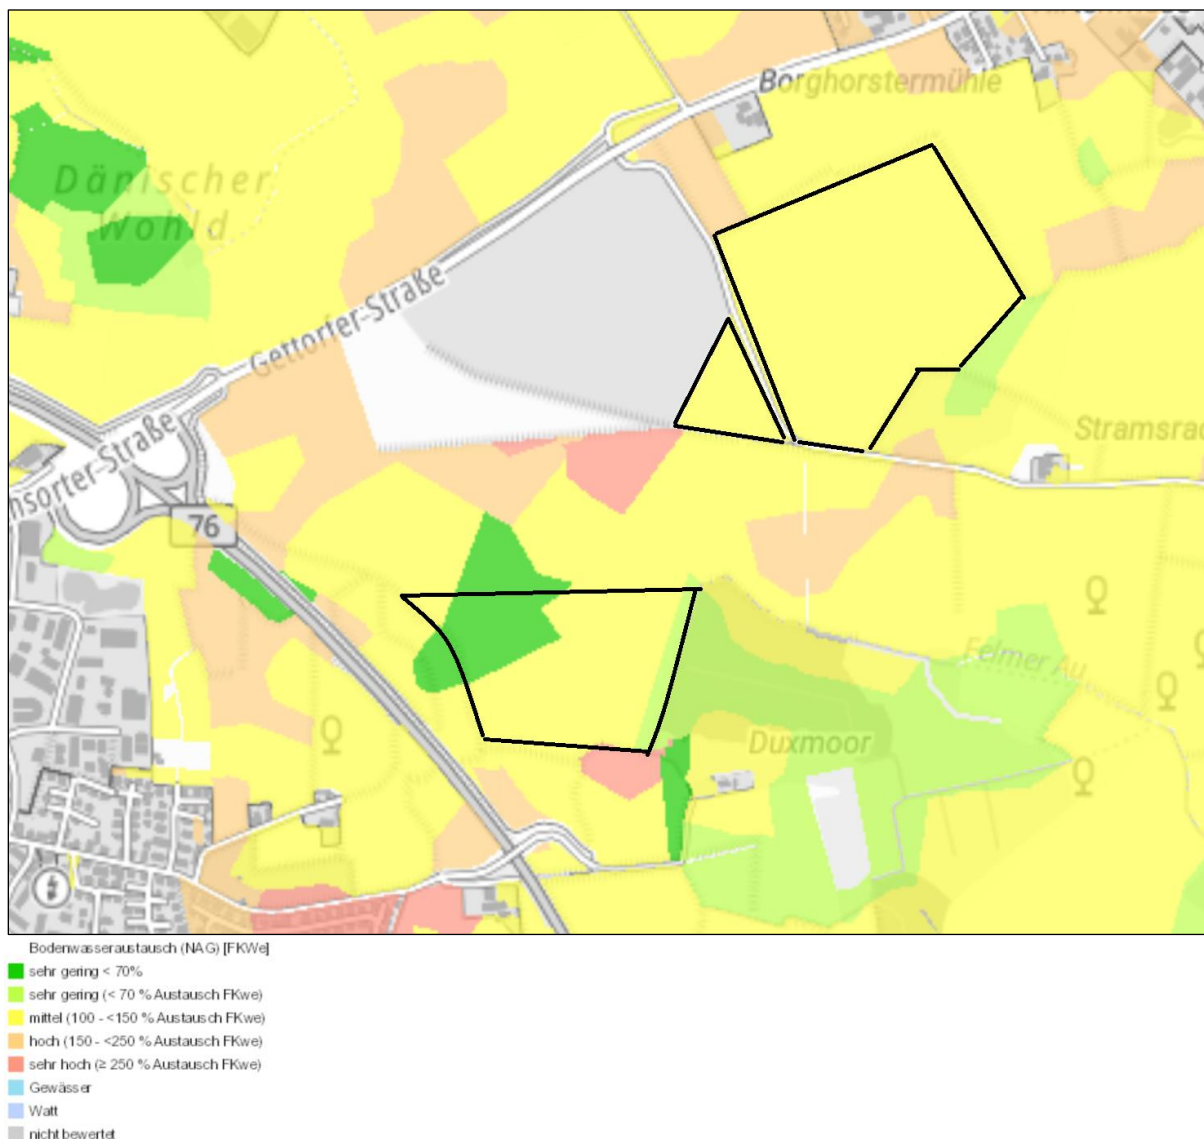 Borghorstermühle
Dänischer
Wohld
Gettorfer-Straße
Stramsrad
nsorter-Straße
76
Felmer Au
Duxmoor
Bodenwasseraustausch (NAG) [FKWe]
sehr gering < 70%
sehr gering (< 70 % Austausch FKwe)
mittel (100 - <150 % Austausch FKwe)
hoch (150 - <250 % Austausch FKwe)
sehr hoch (≥ 250 % Austausch FKwe)
Gewässer
Watt
nicht bewertet